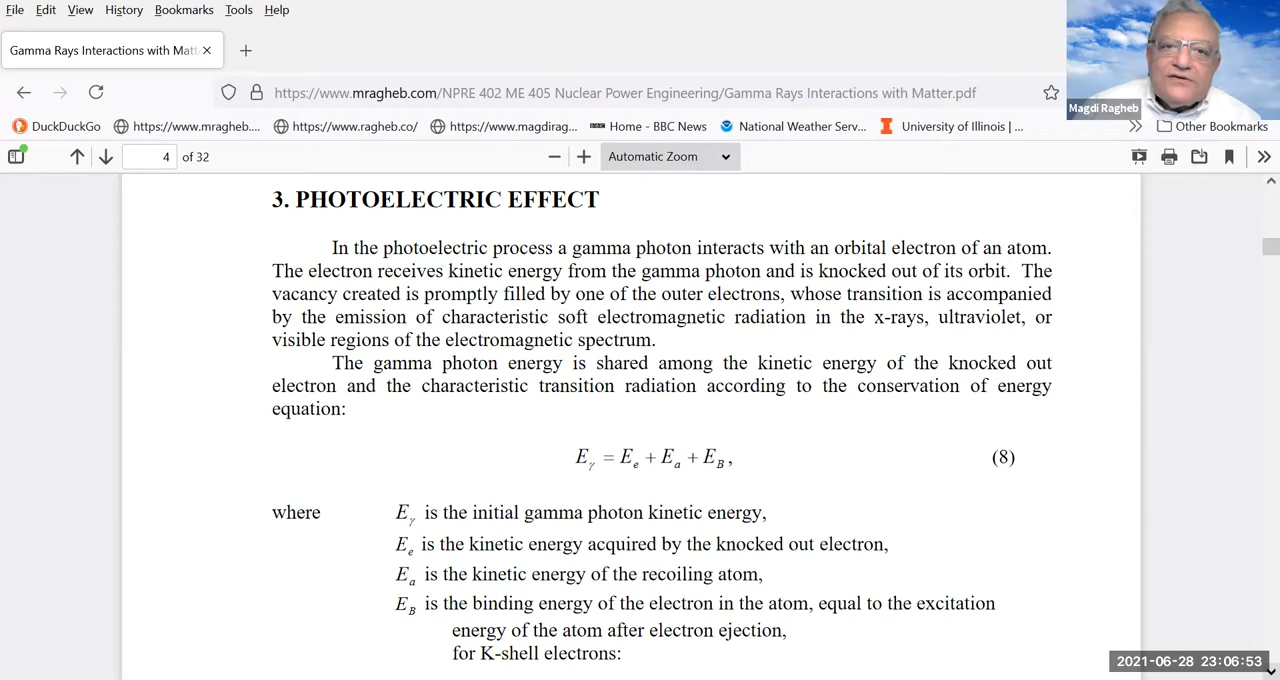 File Edit View History Bookmarks Tools Help
Gamma Rays Interactions with Matt
https://www.mragheb.com/NPRE 402 ME 405 Nuclear Power Engineering/Gamma Rays Interactions with Matter.pdf
Magdi Ragheb
DuckDuckGo https://www.mragheb.... https://www.ragheb.co/ https://www.magdirag... BBC Home - BBC News National Weather Serv... I University of Illinois |... Other Bookmarks
4 of 32 Automatic Zoom
3. PHOTOELECTRIC EFFECT
In the photoelectric process a gamma photon interacts with an orbital electron of an atom.
The electron receives kinetic energy from the gamma photon and is knocked out of its orbit. The
vacancy created is promptly filled by one of the outer electrons, whose transition is accompanied
by the emission of characteristic soft electromagnetic radiation in the x-rays, ultraviolet, or
visible regions of the electromagnetic spectrum.
The gamma photon energy is shared among the kinetic energy of the knocked out
electron and the characteristic transition radiation according to the conservation of energy
equation:
E_γ = E_e + E_a + E_B, (8)
where E_γ is the initial gamma photon kinetic energy,
E_e is the kinetic energy acquired by the knocked out electron,
E_a is the kinetic energy of the recoiling atom,
E_B is the binding energy of the electron in the atom, equal to the excitation
energy of the atom after electron ejection,
for K-shell electrons:
2021-06-28 23:06:53